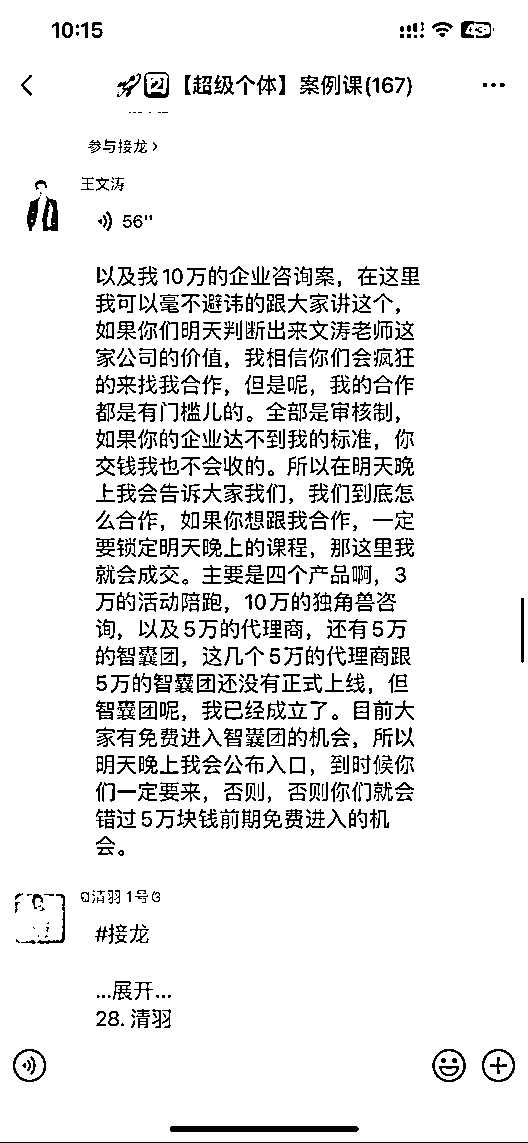 10:15
【超级个体】案例课(167)
参与接龙 ›
王文涛
56"
以及我10万的企业咨询案，在这里
我可以毫不避讳的跟大家讲这个，
如果你们明天判断出来文涛老师这
家公司的价值，我相信你们会疯狂
的来找我合作，但是呢，我的合作
都是有门槛儿的。全部是审核制，
如果你的企业达不到我的标准，你
交钱我也不会收的。所以在明天晚
上我会告诉大家我们，我们到底怎
么合作，如果你想跟我合作，一定
要锁定明天晚上的课程，那这里我
就会成交。主要是四个产品啊，3
万的活动陪跑，10万的独角兽咨
询，以及5万的代理商，还有5万
的智囊团，这几个5万的代理商跟
5万的智囊团还没有正式上线，但
智囊团呢，我已经成立了。目前大
家有免费进入智囊团的机会，所以
明天晚上我会公布入口，到时候你
们一定要来，否则，否则你们就会
错过5万块钱前期免费进入的机
会。
清羽 1号
#接龙
...展开...
28. 清羽